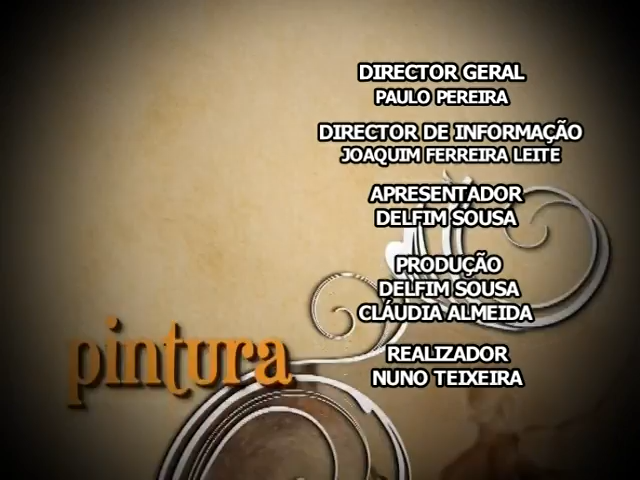 DIRECTOR GERAL
PAULO PEREIRA
DIRECTOR DE INFORMAÇÃO
JOAQUIM FERREIRA LEITE
APRESENTADOR
DELFIM SOUSA
PRODUÇÃO
DELFIM SOUSA
CLÁUDIA ALMEIDA
REALIZADOR
NUNO TEIXEIRA
pintura